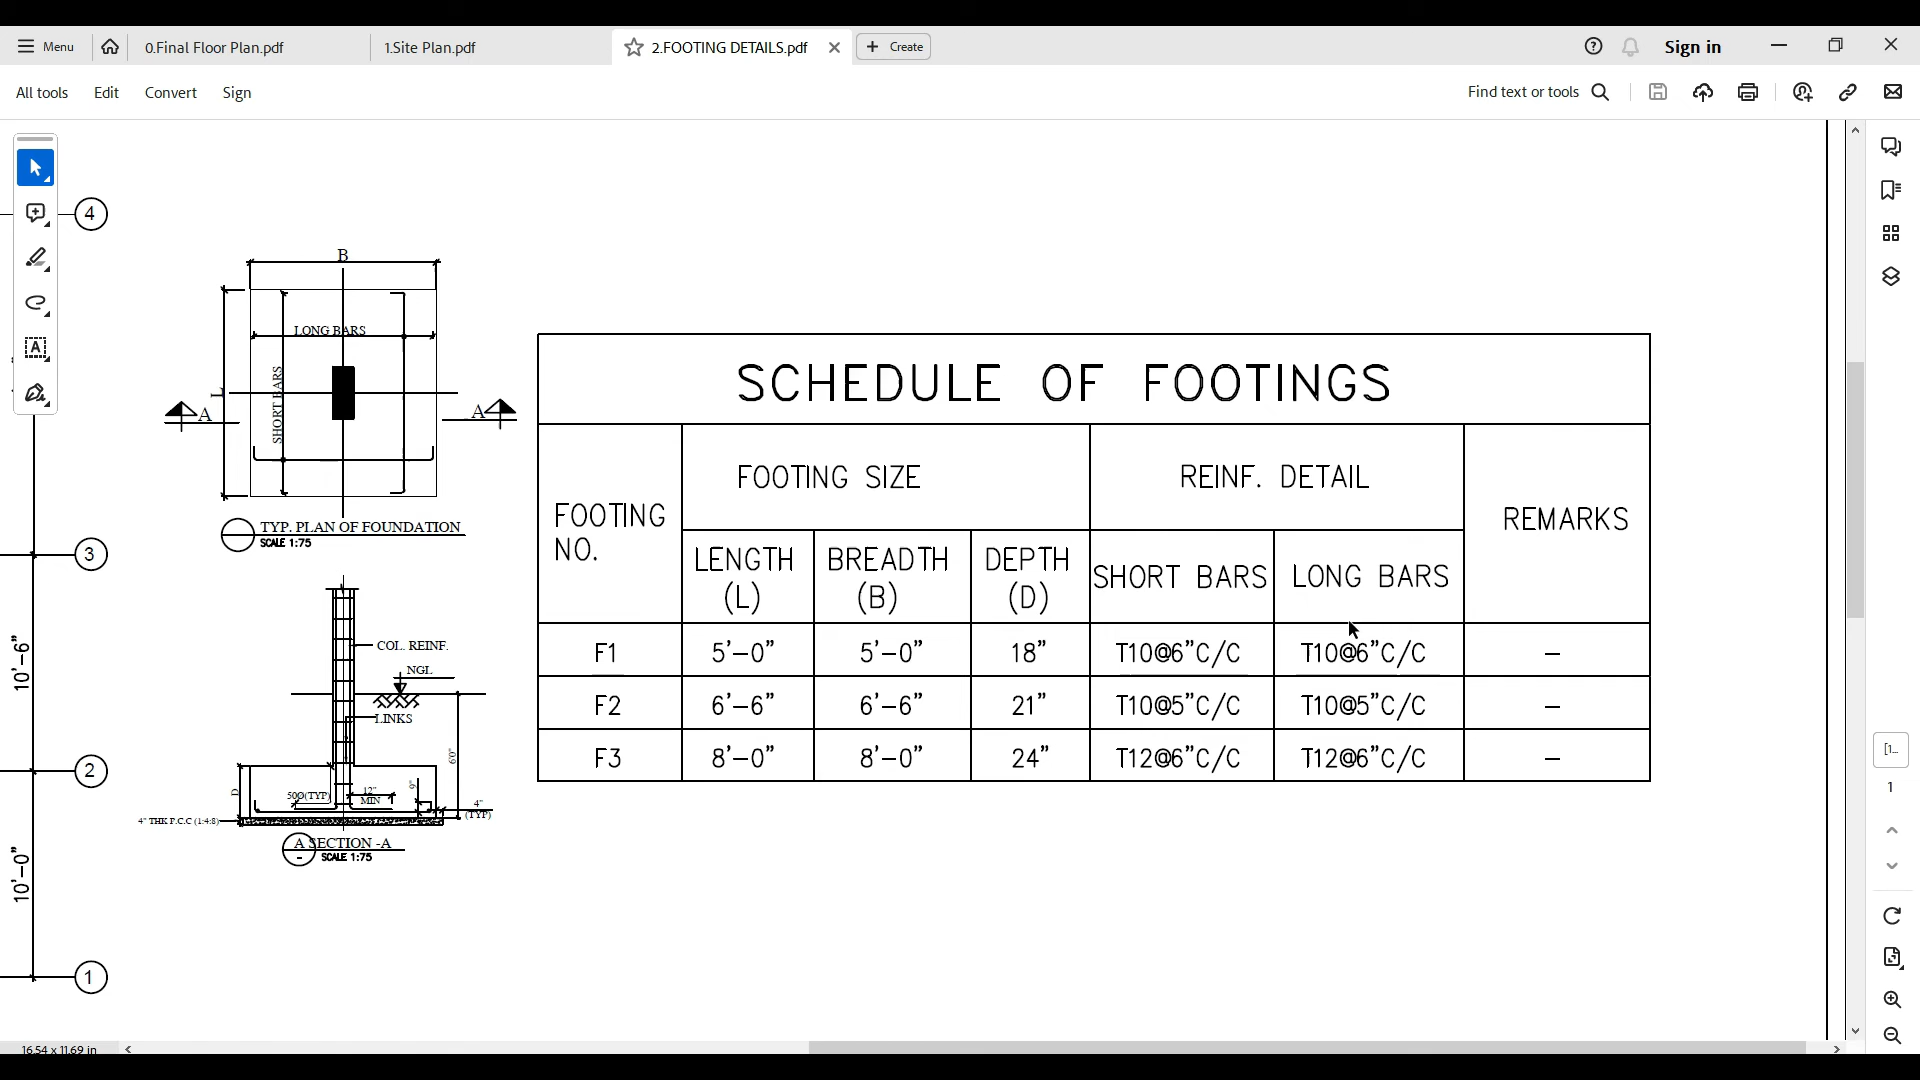 Menu
0.Final Floor Plan.pdf
1.Site Plan.pdf
2.FOOTING DETAILS.pdf
Create
Sign in
All tools
Edit
Convert
Sign
Find text or tools
4
3
2
1
10'-6"
10'-0"
B
LONG BARS
SHORT BARS
L
A
A
TYP. PLAN OF FOUNDATION
SCALE 1:75
COL. REINF.
NGL
LINKS
6'0"
D
50O(TYP)
12"
MIN
9"
4"
(TYP)
4" THK P.C.C (1:4:8)
A SECTION -A
-
SCALE 1:75
SCHEDULE OF FOOTINGS
FOOTING NO.
FOOTING SIZE
REINF. DETAIL
REMARKS
LENGTH (L)
BREADTH (B)
DEPTH (D)
SHORT BARS
LONG BARS
F1 5'-0" 5'-0" 18" T10@6"C/C T10@6"C/C -
F2 6'-6" 6'-6" 21" T10@5"C/C T10@5"C/C -
F3 8'-0" 8'-0" 24" T12@6"C/C T12@6"C/C -
[1...
1
16.54 x 11.69 in